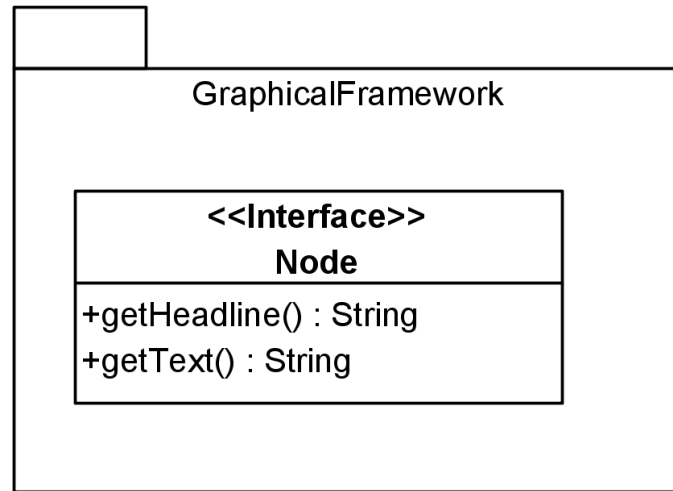 GraphicalFramework
<<Interface>>
Node
+getHeadline() : String
+getText() : String